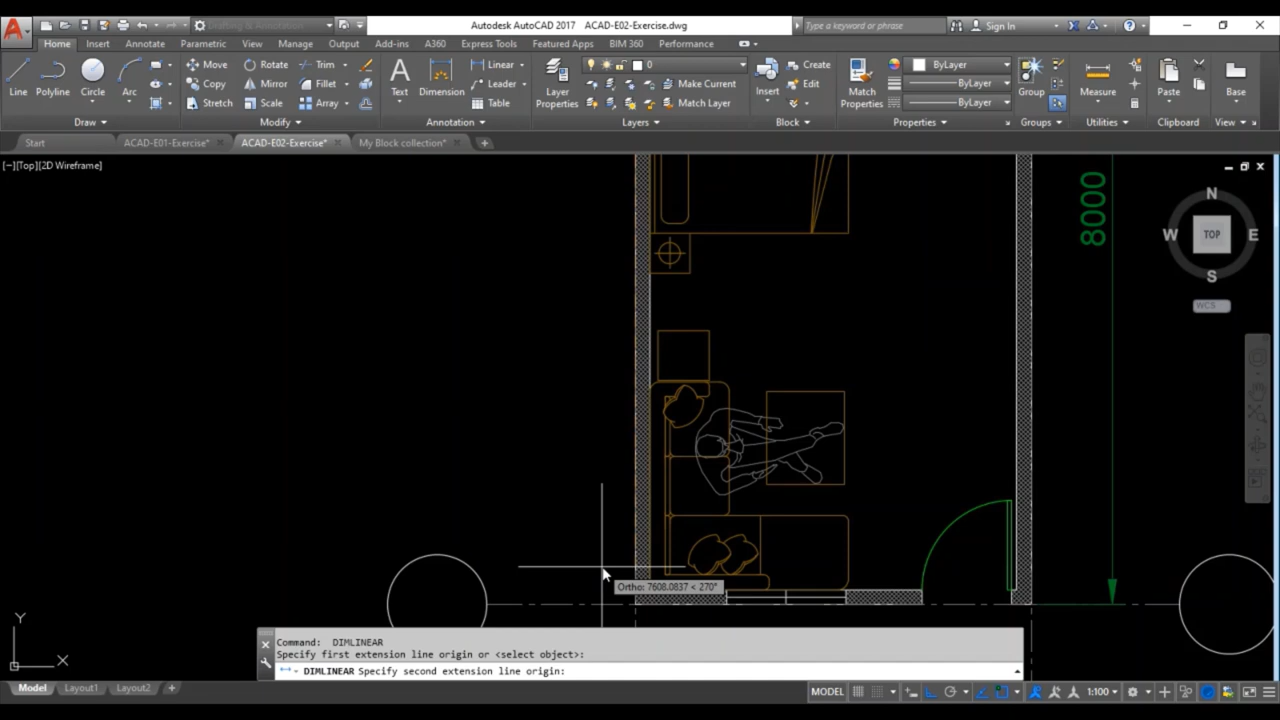 Drafting & Annotation
Autodesk AutoCAD 2017 ACAD-E02-Exercise.dwg
Type a keyword or phrase
Sign In
Home Insert Annotate Parametric View Manage Output Add-ins A360 Express Tools Featured Apps BIM 360 Performance
Line Polyline Circle Arc
Move Rotate Trim
Copy Mirror Fillet
Stretch Scale Array
Text Dimension
Linear
Leader
Table
Layer Properties
0
Make Current
Match Layer
Insert
Create
Edit
Match Properties
ByLayer
ByLayer
ByLayer
Group
Measure
Paste
Base
Draw Modify Annotation Layers Block Properties Groups Utilities Clipboard View
Start ACAD-E01-Exercise* ACAD-E02-Exercise* My Block collection*
[−][Top][2D Wireframe]
8000
N
W TOP E
S
WCS
Ortho: 7608.0837 < 270°
Y
X
Command: DIMLINEAR
Specify first extension line origin or <select object>:
DIMLINEAR Specify second extension line origin:
Model Layout1 Layout2
MODEL
1:100